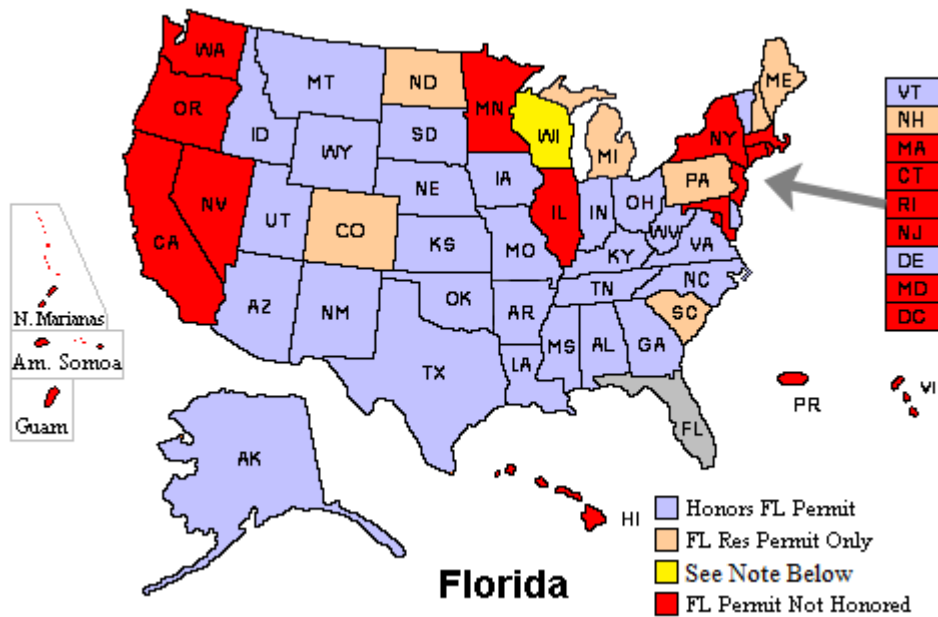 WA
MT
ND
MN
ME
OR
ID
WY
SD
WI
MI
NY
VT
NH
MA
CT
RI
NJ
DE
MD
DC
NV
UT
CO
NE
IA
IL
IN
OH
PA
CA
KS
MO
KY
WV
VA
AZ
NM
OK
AR
TN
NC
SC
TX
LA
MS
AL
GA
FL
N. Marianas
Am. Somoa
Guam
AK
HI
PR
VI
Honors FL Permit
FL Res Permit Only
See Note Below
FL Permit Not Honored
Florida